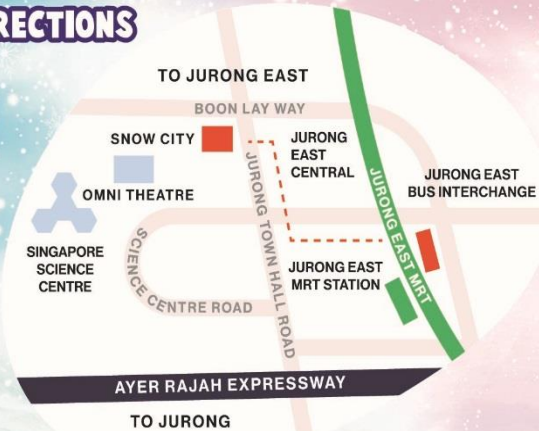 RECTIONS
TO JURONG EAST
BOON LAY WAY
SNOW CITY
JURONG
EAST
CENTRAL
JURONG EAST
BUS INTERCHANGE
OMNI THEATRE
JURONG TOWN HALL ROAD
JURONG EAST MRT
SINGAPORE
SCIENCE
CENTRE
SCIENCE CENTRE ROAD
JURONG EAST
MRT STATION
AYER RAJAH EXPRESSWAY
TO JURONG